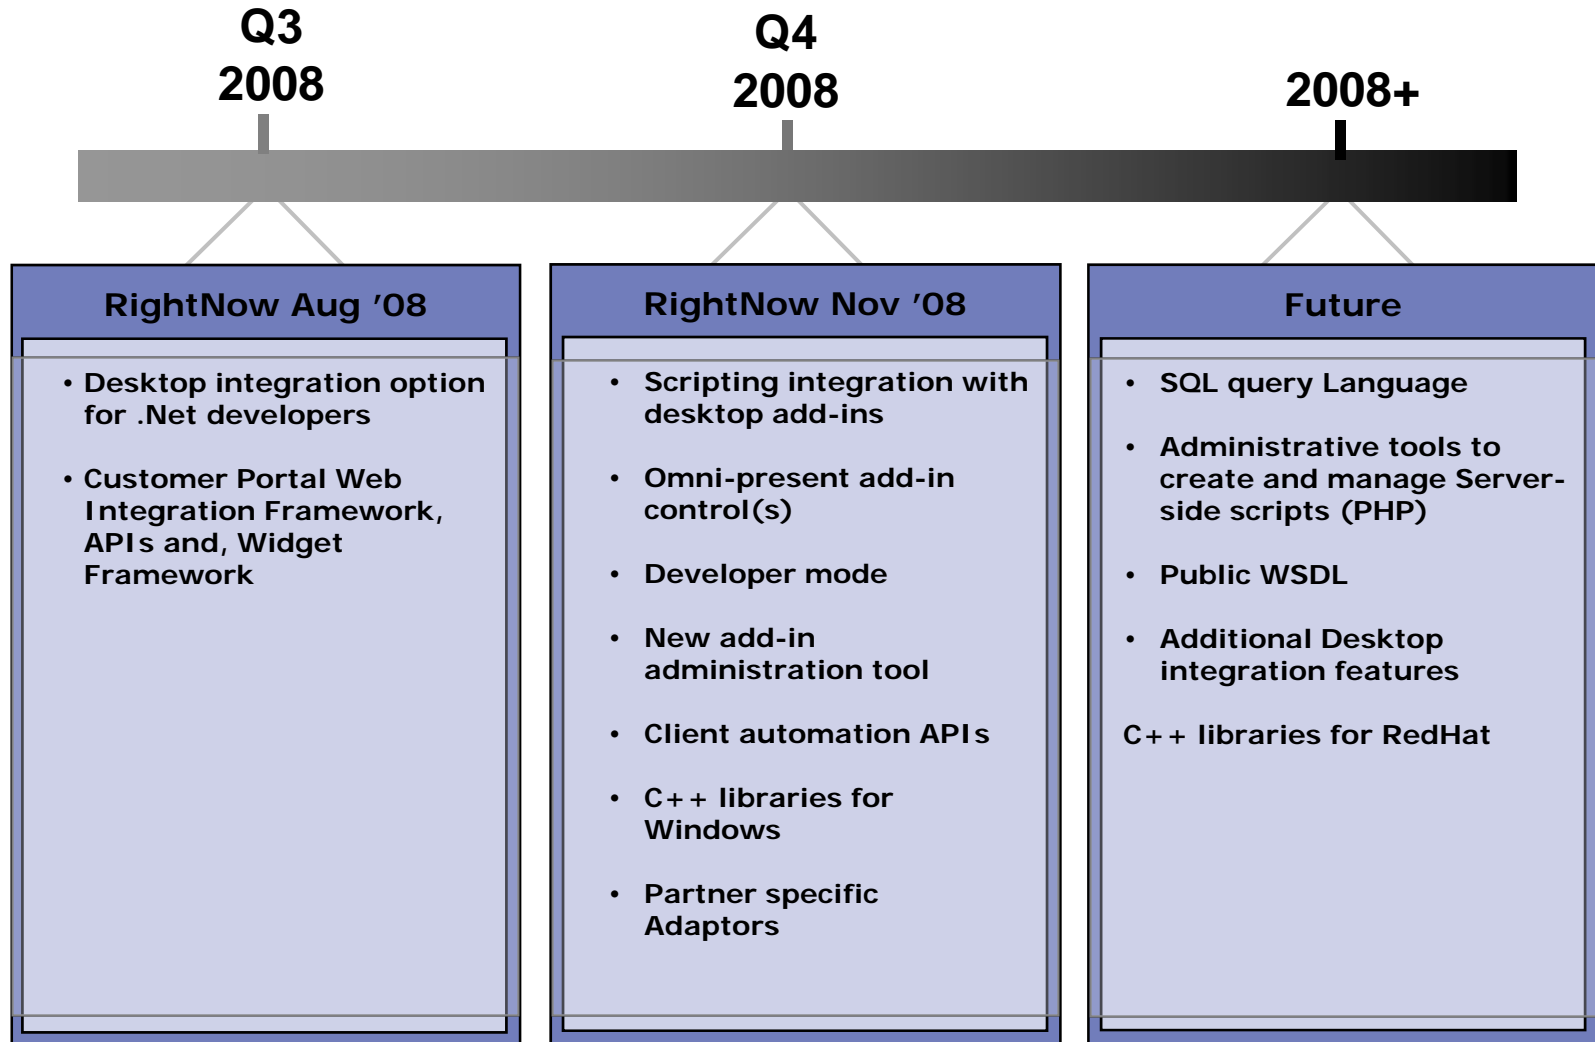 Q3
2008
Q4
2008
2008+
RightNow Aug '08
• Desktop integration option
for .Net developers
• Customer Portal Web
Integration Framework,
APIs and, Widget
Framework
RightNow Nov '08
• Scripting integration with
desktop add-ins
• Omni-present add-in
control(s)
• Developer mode
• New add-in
administration tool
• Client automation APIs
• C++ libraries for
Windows
• Partner specific
Adaptors
Future
• SQL query Language
• Administrative tools to
create and manage Server-
side scripts (PHP)
• Public WSDL
• Additional Desktop
integration features
C++ libraries for RedHat